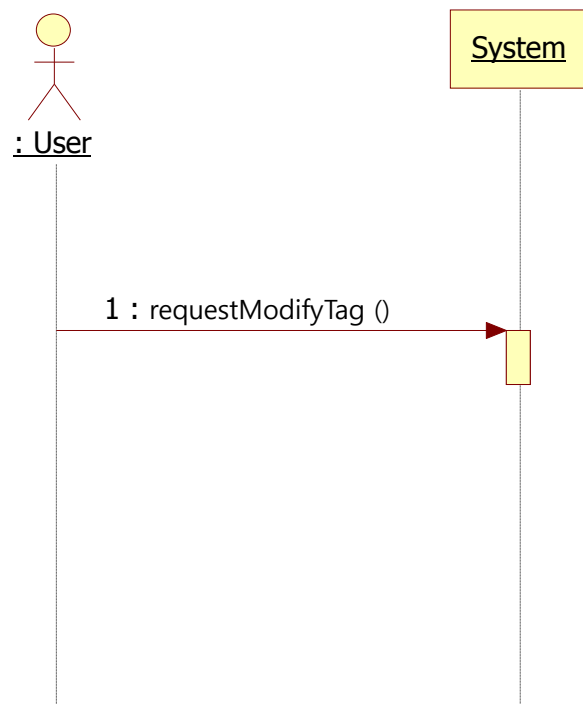 System
: User
1 : requestModifyTag ()